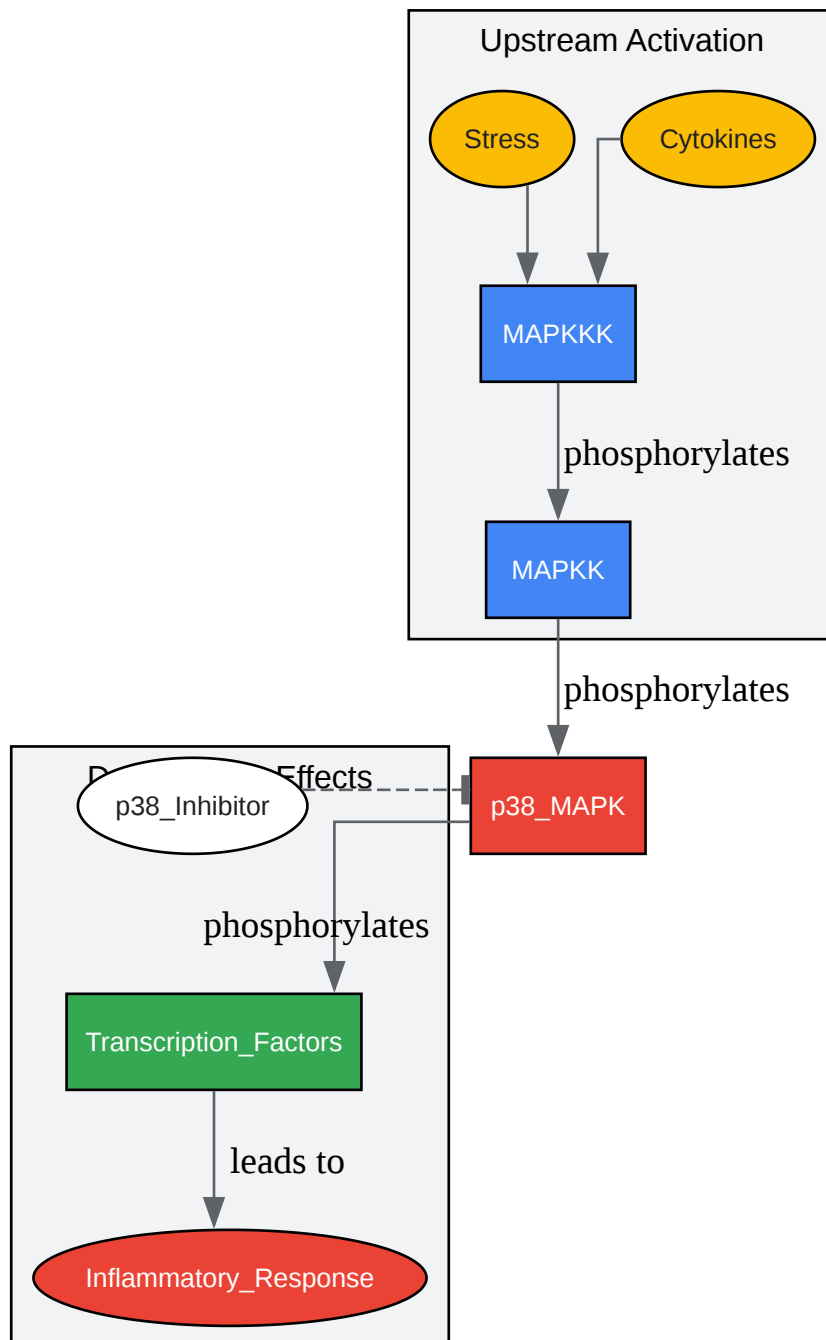 Upstream Activation
Stress
Cytokines
MAPKKK
phosphorylates
MAPKK
phosphorylates
Effects
p38_Inhibitor
p38_MAPK
phosphorylates
Transcription_Factors
leads to
Inflammatory_Response